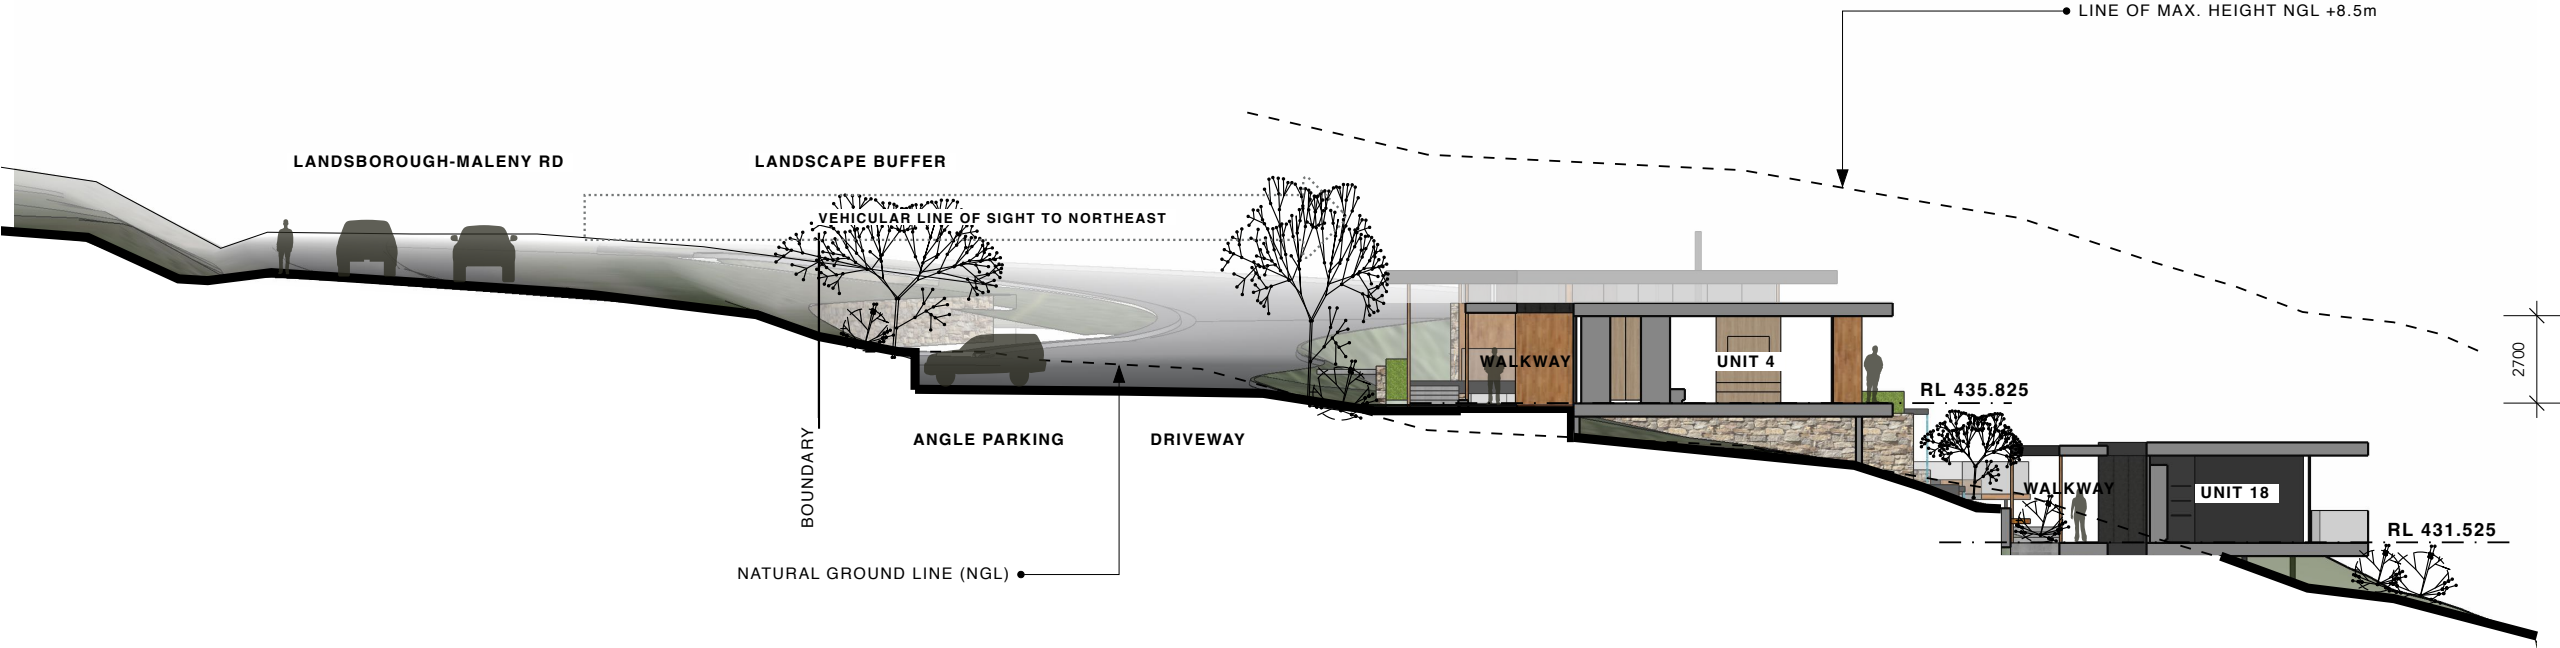 LINE OF MAX. HEIGHT NGL +8.5m
LANDSBOROUGH-MALENY RD
LANDSCAPE BUFFER
VEHICULAR LINE OF SIGHT TO NORTHEAST
WALKWAY
UNIT 4
2700
RL 435.825
ANGLE PARKING
DRIVEWAY
BOUNDARY
WALKWAY
UNIT 18
RL 431.525
NATURAL GROUND LINE (NGL)